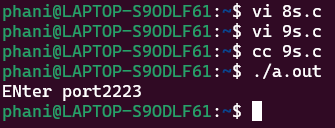 phani@LAPTOP-S9ODLF61:~$ vi 8s.c
phani@LAPTOP-S9ODLF61:~$ vi 9s.c
phani@LAPTOP-S9ODLF61:~$ cc 9s.c
phani@LAPTOP-S9ODLF61:~$ ./a.out
ENter port2223
phani@LAPTOP-S9ODLF61:~$